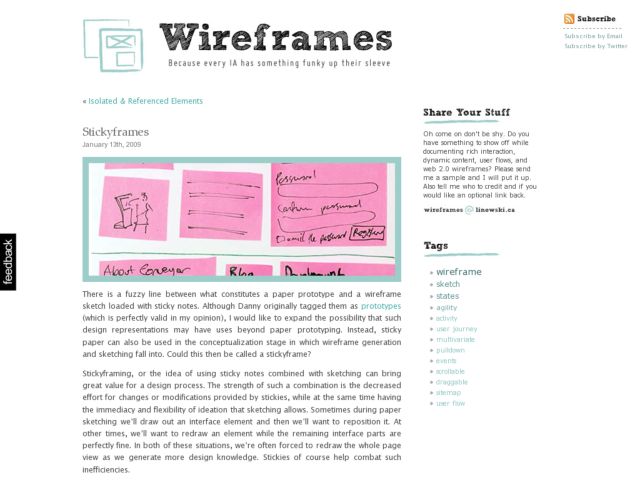 Wireframes
Because every IA has something funky up their sleeve
Subscribe
Subscribe by Email
Subscribe by Twitter
« Isolated & Referenced Elements
Stickyframes
January 13th, 2009
Password
Confirm password
Register
About Conveyor
Blog
Development
There is a fuzzy line between what constitutes a paper prototype and a wireframe
sketch loaded with sticky notes. Although Danny originally tagged them as prototypes
(which is perfectly valid in my opinion), I would like to expand the possibility that such
design representations may have uses beyond paper prototyping. Instead, sticky
paper can also be used in the conceptualization stage in which wireframe generation
and sketching fall into. Could this then be called a stickyframe?
Stickyframing, or the idea of using sticky notes combined with sketching can bring
great value for a design process. The strength of such a combination is the decreased
effort for changes or modifications provided by stickies, while at the same time having
the immediacy and flexibility of ideation that sketching allows. Sometimes during paper
sketching we'll draw out an interface element and then we'll want to reposition it. At
other times, we'll want to redraw an element while the remaining interface parts are
perfectly fine. In both of these situations, we're often forced to redraw the whole page
view as we generate more design knowledge. Stickies of course help combat such
inefficiencies.
Share Your Stuff
Oh come on don't be shy. Do you
have something to show off while
documenting rich interaction,
dynamic content, user flows, and
web 2.0 wireframes? Please send
me a sample and I will put it up.
Also tell me who to credit and if you
would like an optional link back.
wireframes @ linowski.ca
Tags
wireframe
sketch
states
agility
activity
user journey
multivariate
pulldown
events
scrollable
draggable
sitemap
user flow
feedback